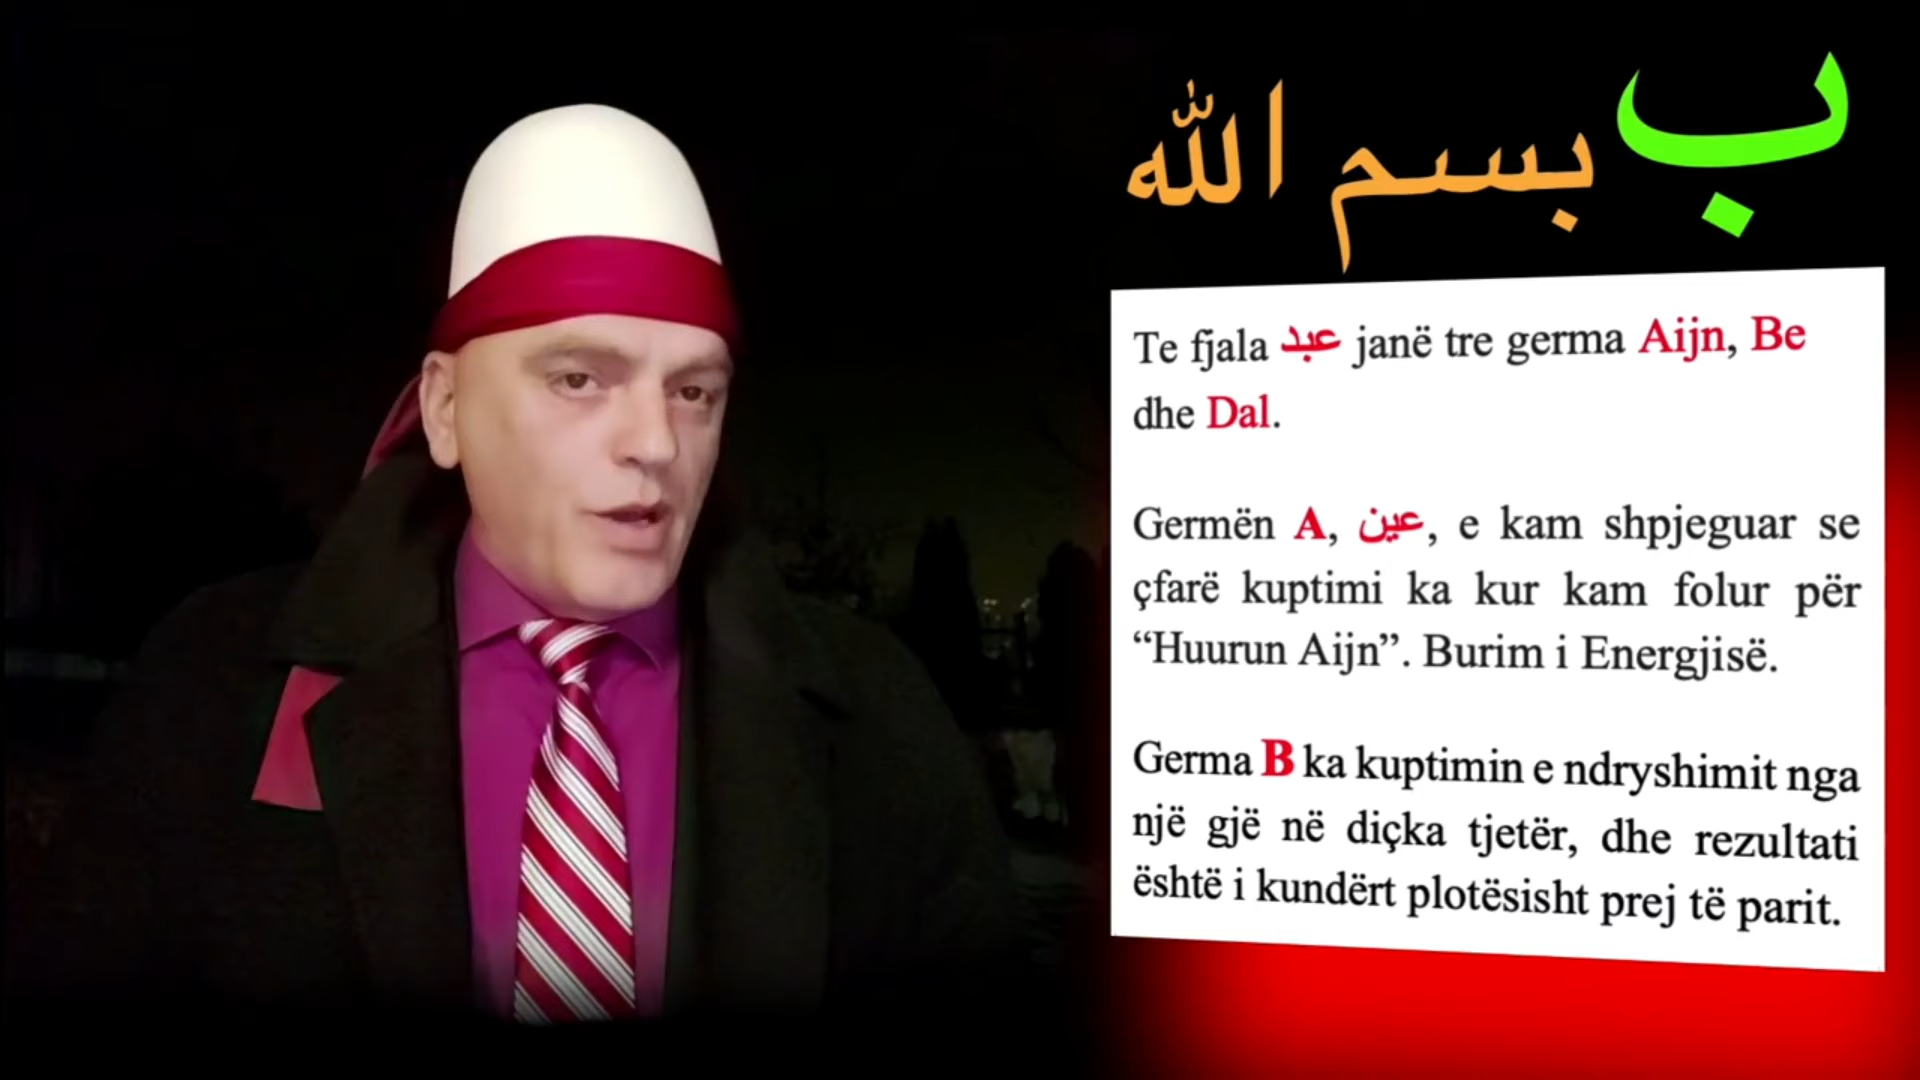 ب
بسم الله
Te fjala عبد janë tre germa Aijn, Be
dhe Dal.
Germën A, عين, e kam shpjeguar se
çfarë kuptimi ka kur kam folur për
“Huurun Aijn”. Burim i Energjisë.
Germa B ka kuptimin e ndryshimit nga
një gjë në diçka tjetër, dhe rezultati
është i kundërt plotësisht prej të parit.